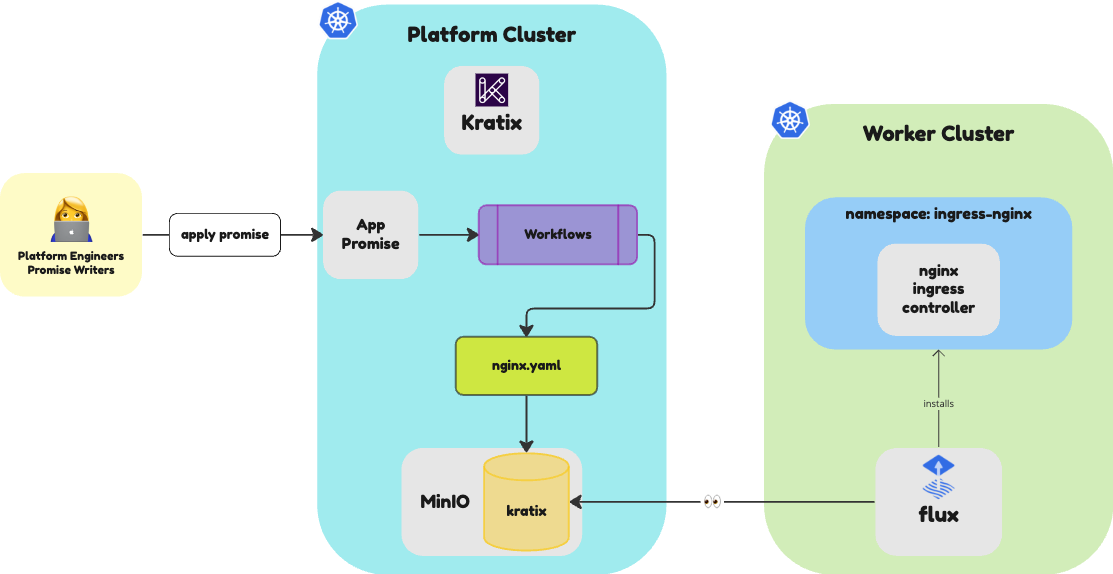 Platform Cluster
Kratix
Worker Cluster
Platform Engineers
Promise Writers
apply promise
App
Promise
Workflows
namespace: ingress-nginx
nginx
ingress
controller
nginx.yaml
installs
MinIO
kratix
flux